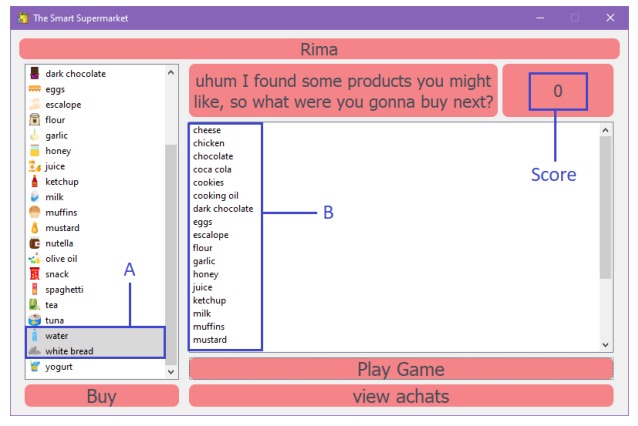 The Smart Supermarket
Rima
dark chocolate
eggs
escalope
flour
garlic
honey
juice
ketchup
milk
muffins
mustard
nutella
olive oil
snack
spaghetti
tea
tuna
water
white bread
yogurt
A
Buy
uhum I found some products you might
like, so what were you gonna buy next?
0
Score
cheese
chicken
chocolate
coca cola
cookies
cooking oil
dark chocolate
eggs
escalope
flour
garlic
honey
juice
ketchup
milk
muffins
mustard
B
Play Game
view achats